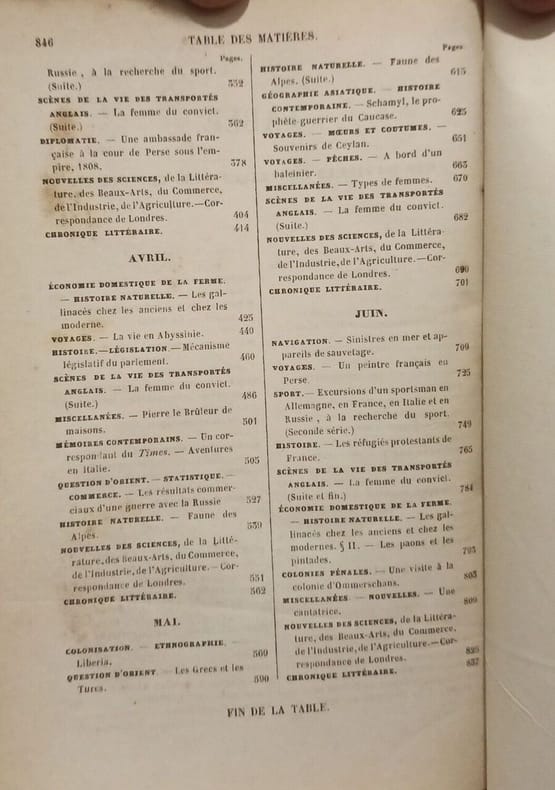 846
TABLE DES MATIÈRES.
Pages.
Russie, à la recherche du sport.
(Suite.) 332
SCÈNES DE LA VIE DES TRANSPORTÉS
ANGLAIS. — La femme du convict.
(Suite.) 362
DIPLOMATIE. — Une ambassade fran-
çaise à la cour de Perse sous l'em-
pire, 1808. 378
NOUVELLES DES SCIENCES, de la Littéra-
ture, des Beaux-Arts, du Commerce,
de l'Industrie, de l'Agriculture. — Cor-
respondance de Londres. 404
CHRONIQUE LITTÉRAIRE. 414
AVRIL.
ÉCONOMIE DOMESTIQUE DE LA FERME.
— HISTOIRE NATURELLE. — Les gal-
linacés chez les anciens et chez les
moderne. 425
VOYAGES. — La vie en Abyssinie. 440
HISTOIRE. — LÉGISLATION. — Mécanisme
législatif du parlement. 460
SCÈNES DE LA VIE DES TRANSPORTÉS
ANGLAIS. — La femme du convict.
(Suite.) 486
MISCELLANÉES. — Pierre le Brûleur de
maisons. 501
MÉMOIRES CONTEMPORAINS. — Un cor-
respondant du Times. — Aventures
en Italie. 505
QUESTION D'ORIENT. — STATISTIQUE. —
COMMERCE. — Les résultats commer-
ciaux d'une guerre avec la Russie 527
HISTOIRE NATURELLE. — Faune des
Alpes. 539
NOUVELLES DES SCIENCES, de la Litté-
rature, des Beaux-Arts, du Commerce,
de l'Industrie, de l'Agriculture. — Cor-
respondance de Londres. 551
CHRONIQUE LITTÉRAIRE. 562
MAI.
COLONISATION. — ETHNOGRAPHIE. —
Liberia. 569
QUESTION D'ORIENT — Les Grecs et les
Turcs. 590
Pages
HISTOIRE NATURELLE. — Faune des
Alpes. (Suite.) 615
GÉOGRAPHIE ASIATIQUE. — HISTOIRE
CONTEMPORAINE. — Schamyl, le pro-
phète guerrier du Caucase. 625
VOYAGES. — MŒURS ET COUTUMES. —
Souvenirs de Ceylan. 651
VOYAGES. — PÊCHES. — A bord d'un
baleinier. 663
MISCELLANÉES. — Types de femmes. 670
SCÈNES DE LA VIE DES TRANSPORTÉS
ANGLAIS. — La femme du convict.
(Suite.) 682
NOUVELLES DES SCIENCES, de la Littéra-
ture, des Beaux-Arts, du Commerce,
de l'Industrie, de l'Agriculture. — Cor-
respondance de Londres. 690
CHRONIQUE LITTÉRAIRE. 701
JUIN.
NAVIGATION. — Sinistres en mer et ap-
pareils de sauvetage. 709
VOYAGES. — Un peintre français en
Perse. 725
SPORT. — Excursions d'un sportsman en
Allemagne, en France, en Italie et en
Russie, à la recherche du sport.
(Seconde série.) 749
HISTOIRE. — Les réfugiés protestants de
France. 765
SCÈNES DE LA VIE DES TRANSPORTÉS
ANGLAIS. — La femme du convict.
(Suite et fin.) 784
ÉCONOMIE DOMESTIQUE DE LA FERME.
— HISTOIRE NATURELLE. — Les gal-
linacés chez les anciens et chez les
modernes. § II. — Les paons et les
pintades. 795
COLONIES PÉNALES. — Une visite à la
colonie d'Ommerschans. 803
MISCELLANÉES — NOUVELLES. — Une
cantatrice. 809
NOUVELLES DES SCIENCES, de la Littéra-
ture, des Beaux-Arts, du Commerce,
de l'Industrie, de l'Agriculture. — Cor-
respondance de Londres. 825
CHRONIQUE LITTÉRAIRE. 837
FIN DE LA TABLE.